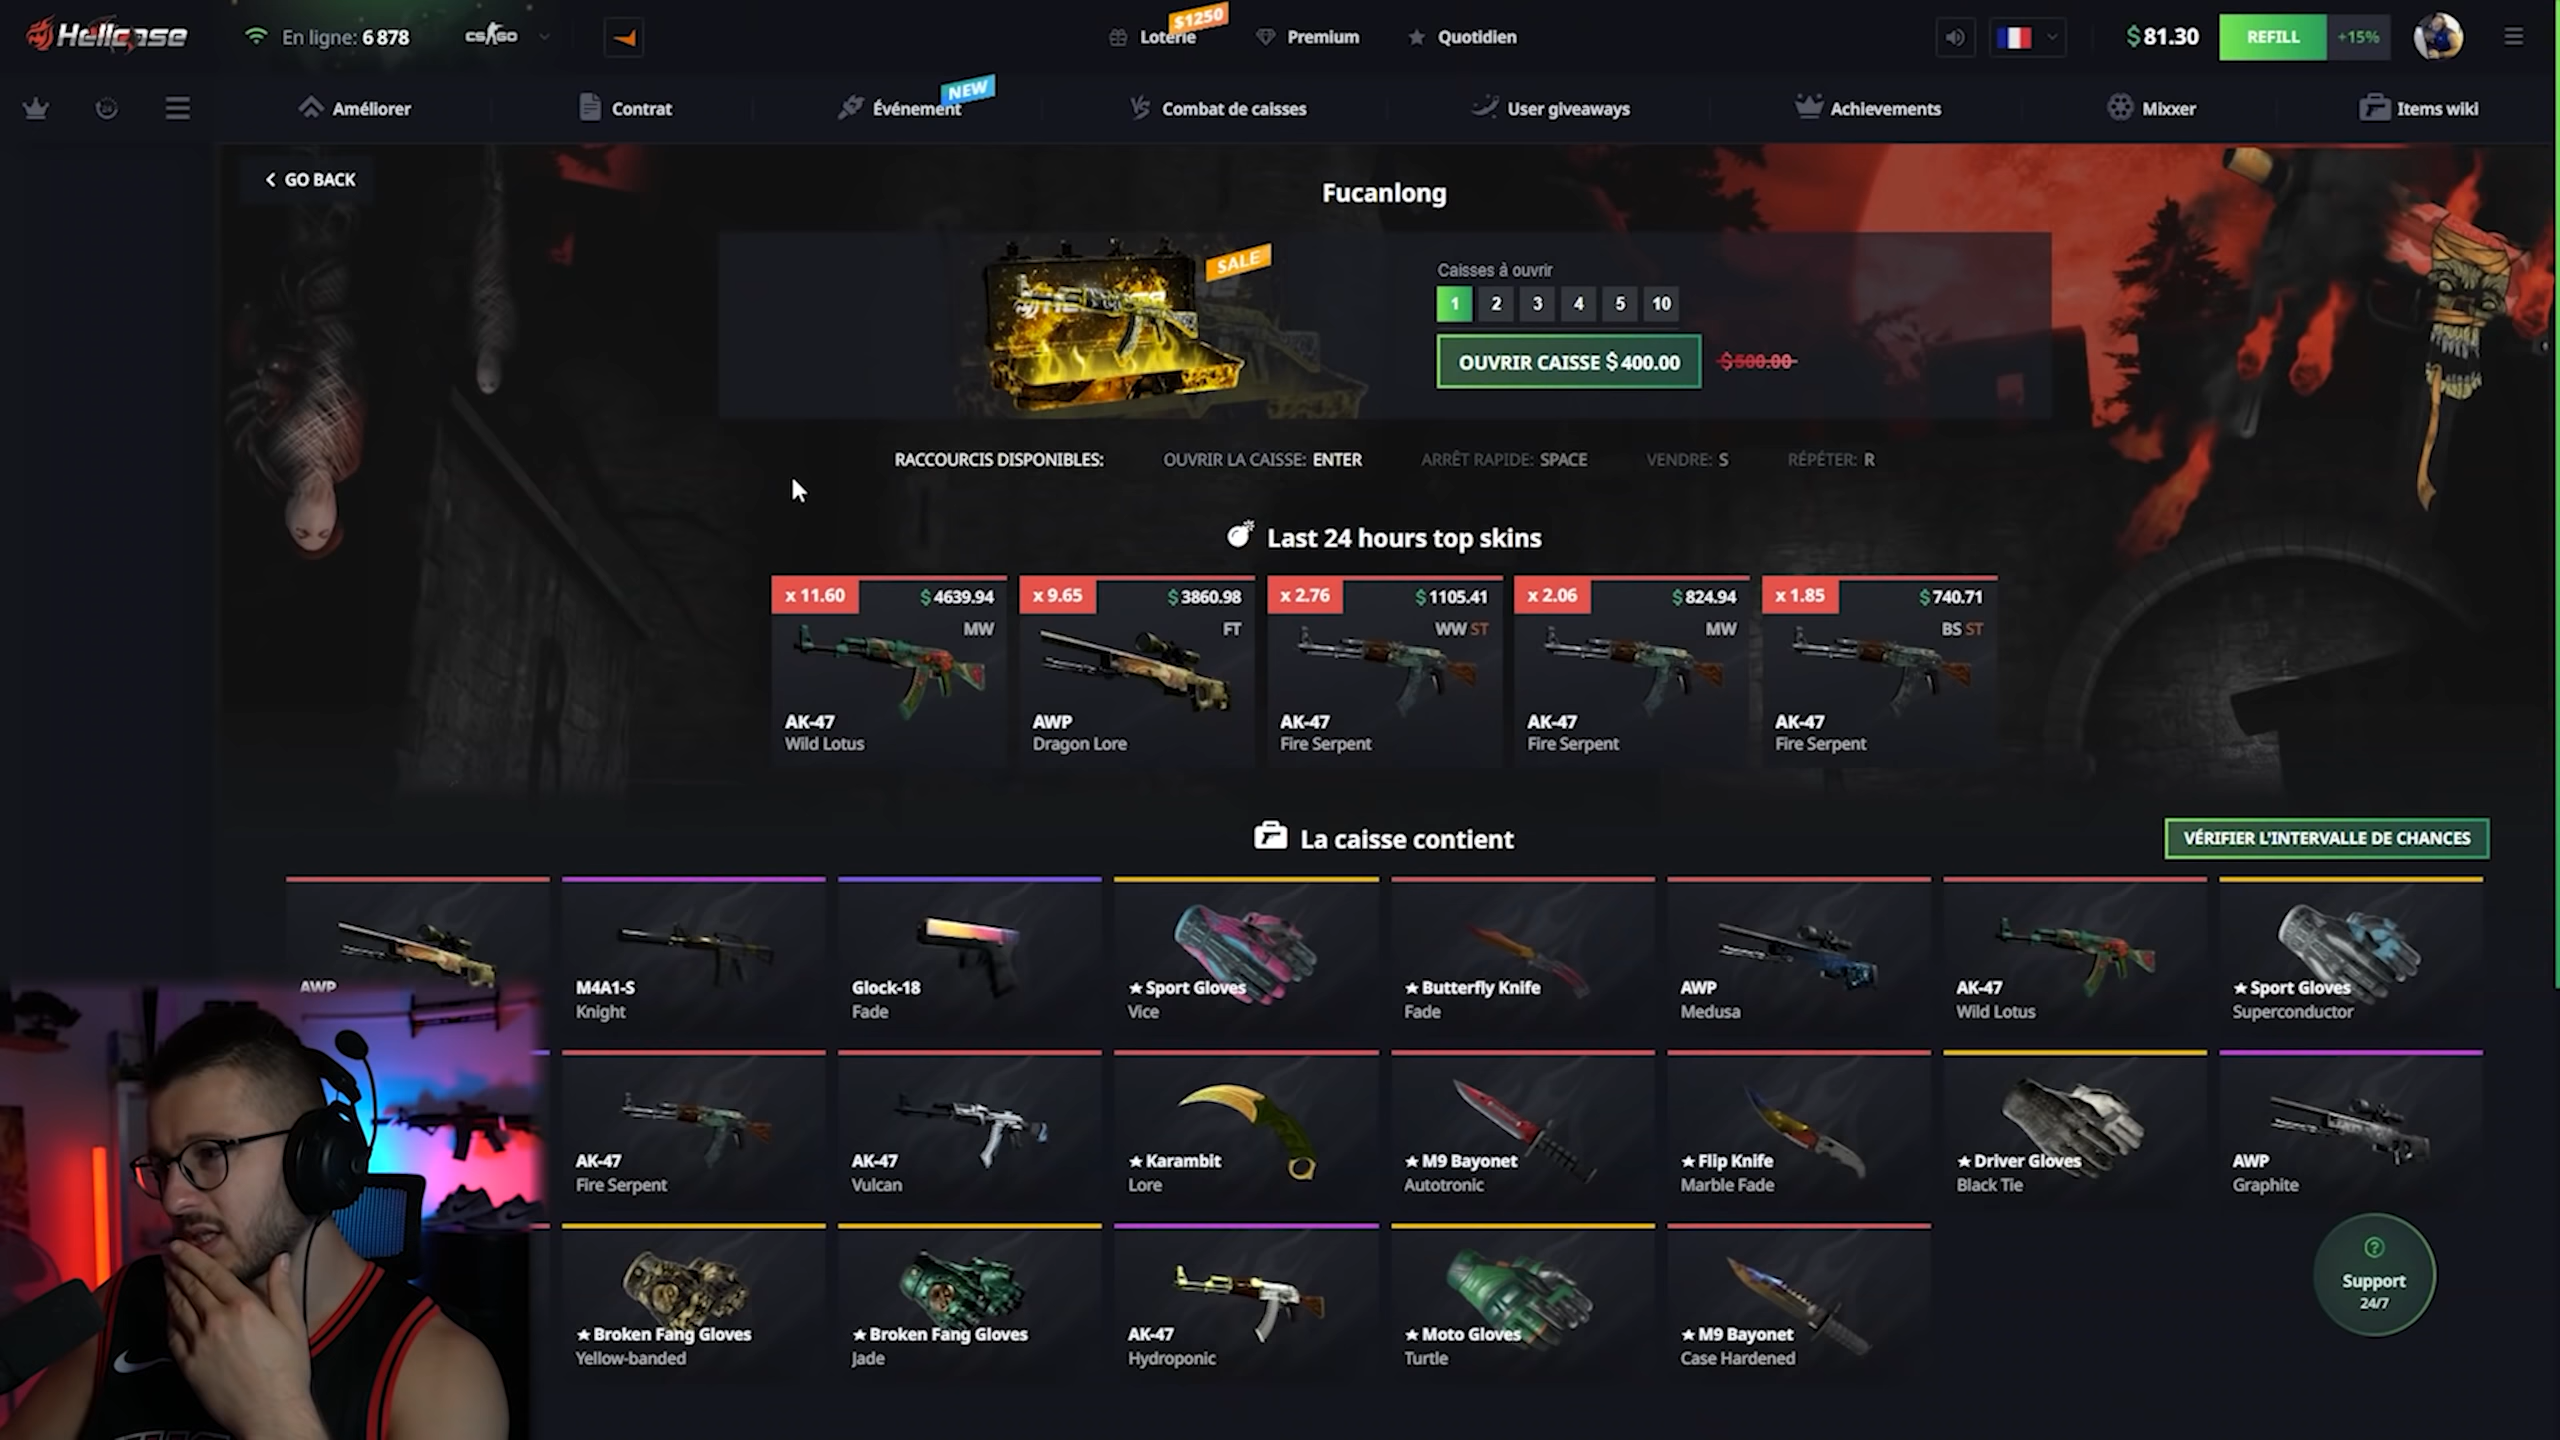 Hellcase
En ligne: 6 878
CS:GO
Loterie
$1250
Premium
Quotidien
$81.30
REFILL
+15%
Améliorer
Contrat
Événement
NEW
Combat de caisses
User giveaways
Achievements
Mixxer
Items wiki
GO BACK
Fucanlong
SALE
Caisses à ouvrir
1 2 3 4 5 10
OUVRIR CAISSE $400.00
$500.00
RACCOURCIS DISPONIBLES:
OUVRIR LA CAISSE: ENTER
ARRÊT RAPIDE: SPACE
VENDRE: S
RÉPÉTER: R
Last 24 hours top skins
x 11.60
$4639.94
MW
AK-47
Wild Lotus
x 9.65
$3860.98
FT
AWP
Dragon Lore
x 2.76
$1105.41
WW ST
AK-47
Fire Serpent
x 2.06
$824.94
MW
AK-47
Fire Serpent
x 1.85
$740.71
BS ST
AK-47
Fire Serpent
La caisse contient
VÉRIFIER L'INTERVALLE DE CHANCES
AWP
M4A1-S
Knight
Glock-18
Fade
★ Sport Gloves
Vice
★ Butterfly Knife
Fade
AWP
Medusa
AK-47
Wild Lotus
★ Sport Gloves
Superconductor
AK-47
Fire Serpent
AK-47
Vulcan
★ Karambit
Lore
★ M9 Bayonet
Autotronic
★ Flip Knife
Marble Fade
★ Driver Gloves
Black Tie
AWP
Graphite
★ Broken Fang Gloves
Yellow-banded
★ Broken Fang Gloves
Jade
AK-47
Hydroponic
★ Moto Gloves
Turtle
★ M9 Bayonet
Case Hardened
Support
24/7